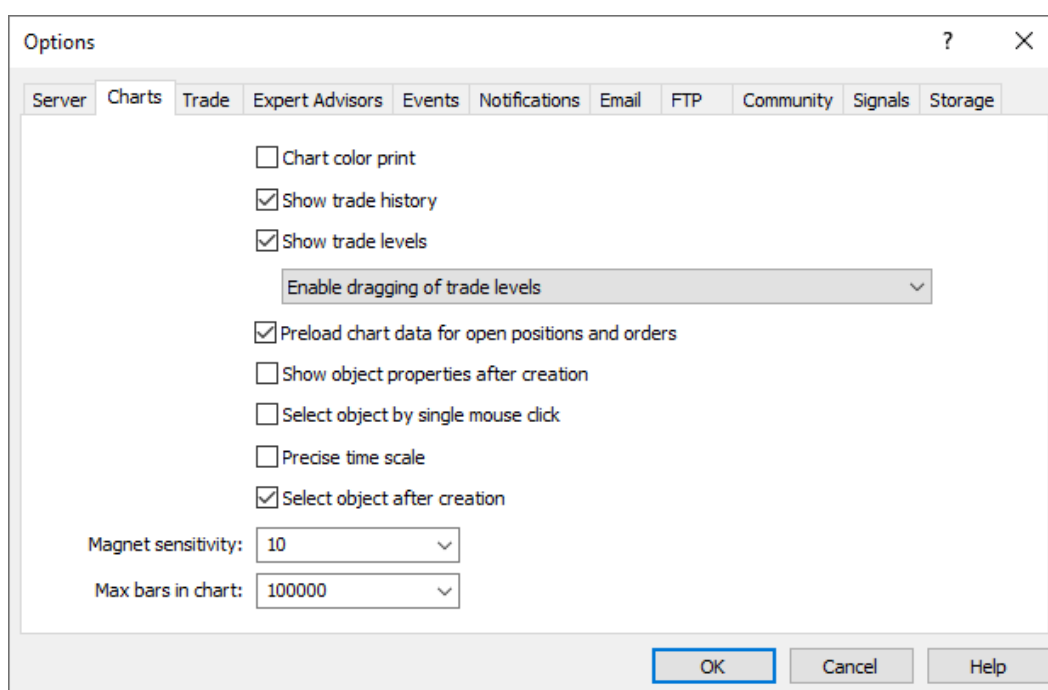 Options
Server Charts Trade Expert Advisors Events Notifications Email FTP Community Signals Storage
Chart color print
Show trade history
Show trade levels
Enable dragging of trade levels
Preload chart data for open positions and orders
Show object properties after creation
Select object by single mouse click
Precise time scale
Select object after creation
Magnet sensitivity: 10
Max bars in chart: 100000
OK Cancel Help